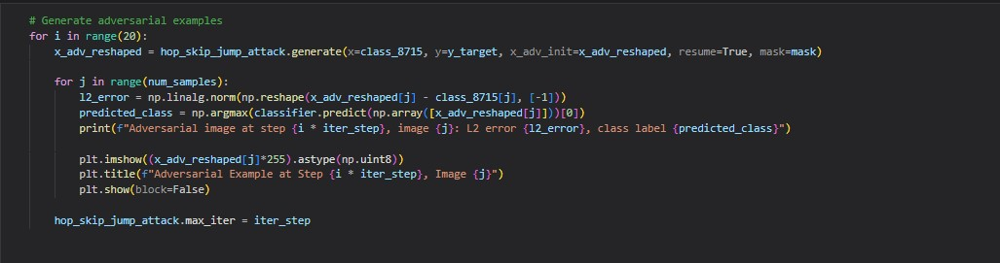 # Generate adversarial examples
for i in range(20):
    x_adv_reshaped = hop_skip_jump_attack.generate(x=class_8715, y=y_target, x_adv_init=x_adv_reshaped, resume=True, mask=mask)
    for j in range(num_samples):
        l2_error = np.linalg.norm(np.reshape(x_adv_reshaped[j] - class_8715[j], [-1]))
        predicted_class = np.argmax(classifier.predict(np.array([x_adv_reshaped[j]]))[0])
        print(f"Adversarial image at step {i * iter_step}, image {j}: L2 error {l2_error}, class label {predicted_class}")
        plt.imshow((x_adv_reshaped[j]*255).astype(np.uint8))
        plt.title(f"Adversarial Example at Step {i * iter_step}, Image {j}")
        plt.show(block=False)
    hop_skip_jump_attack.max_iter = iter_step